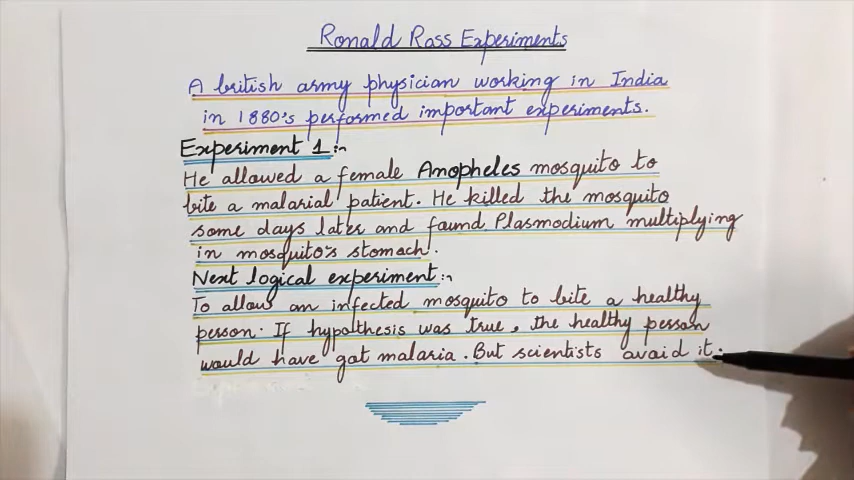 Ronald Ross Experiments
A british army physician working in India
in 1880's performed important experiments.
Experiment 1:-
He allowed a female Anopheles mosquito to
bite a malarial patient. He killed the mosquito
some days later and found Plasmodium multiplying
in mosquito's stomach.
Next logical experiment:-
To allow an infected mosquito to bite a healthy
person. If hypothesis was true, the healthy person
would have got malaria. But scientists avoid it.